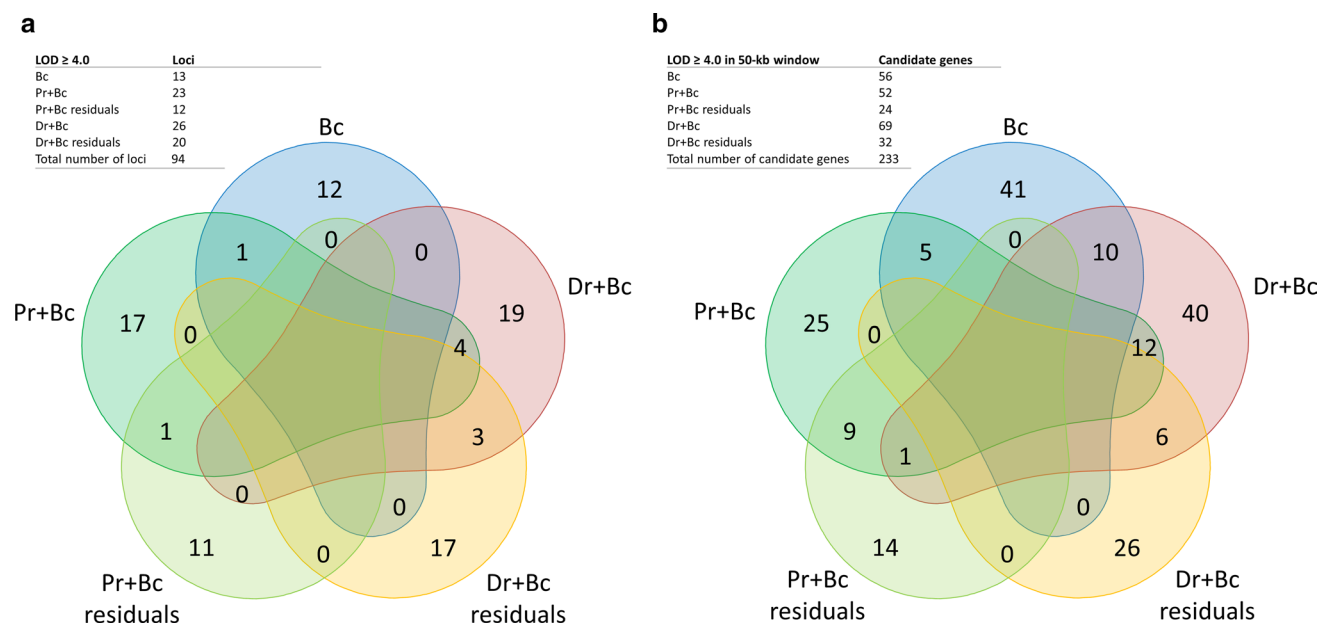 a
LOD ≥ 4.0 Loci
Bc 13
Pr+Bc 23
Pr+Bc residuals 12
Dr+Bc 26
Dr+Bc residuals 20
Total number of loci 94
Bc
12
0
1
0
Dr+Bc
19
Pr+Bc
17
0
4
1
3
0
0
11
0
17
Pr+Bc
residuals
Dr+Bc
residuals
b
LOD ≥ 4.0 in 50-kb window Candidate genes
Bc 56
Pr+Bc 52
Pr+Bc residuals 24
Dr+Bc 69
Dr+Bc residuals 32
Total number of candidate genes 233
Bc
41
0
5
10
Dr+Bc
40
Pr+Bc
25
0
12
9
6
1
0
14
0
26
Pr+Bc
residuals
Dr+Bc
residuals